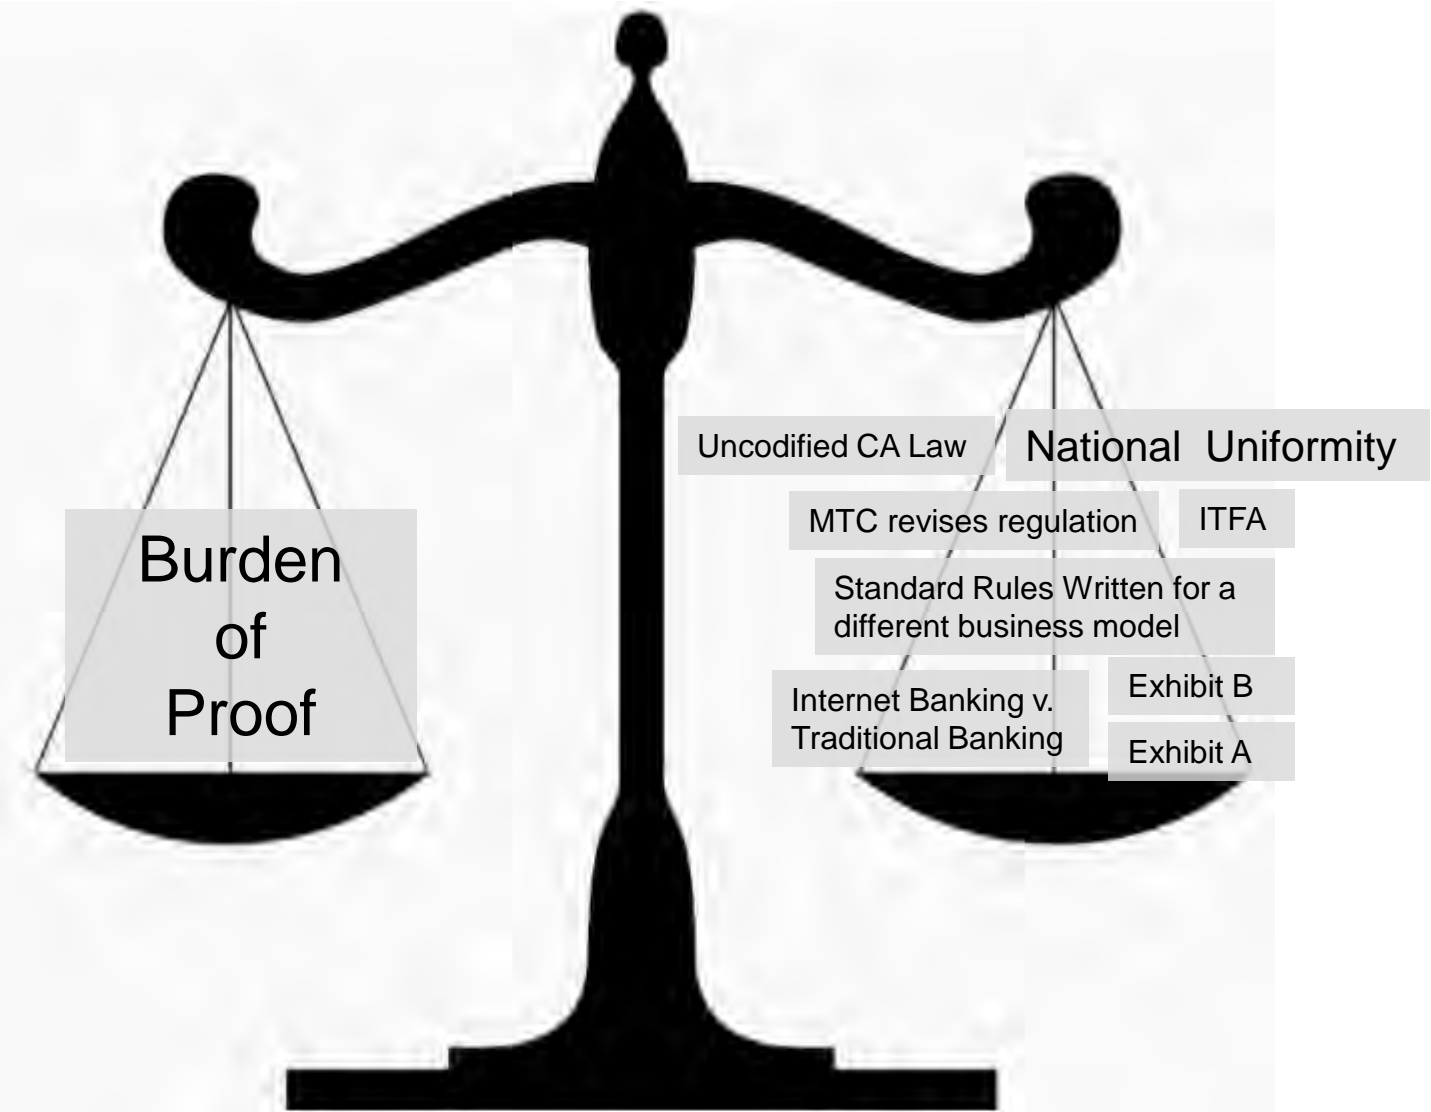 Burden
of
Proof
Uncodified CA Law
National Uniformity
MTC revises regulation
ITFA
Standard Rules Written for a
different business model
Internet Banking v.
Traditional Banking
Exhibit B
Exhibit A